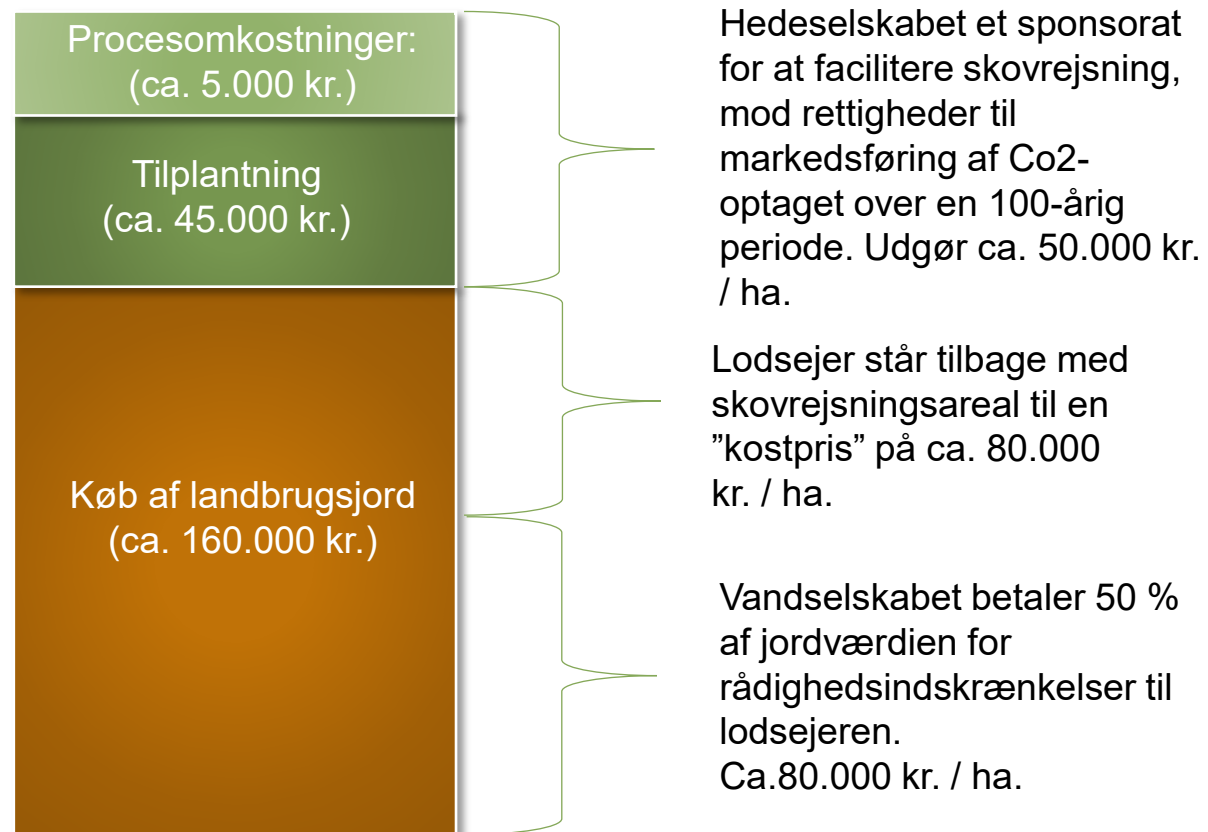 Procesomkostninger:
(ca. 5.000 kr.)
Tilplantning
(ca. 45.000 kr.)
Køb af landbrugsjord
(ca. 160.000 kr.)
Hedeselskabet et sponsorat
for at facilitere skovrejsning,
mod rettigheder til
markedsføring af Co2-
optaget over en 100-årig
periode. Udgør ca. 50.000 kr.
/ ha.
Lodsejer står tilbage med
skovrejsningsareal til en
”kostpris” på ca. 80.000
kr. / ha.
Vandselskabet betaler 50 %
af jordværdien for
rådighedsindskrænkelser til
lodsejeren.
Ca.80.000 kr. / ha.